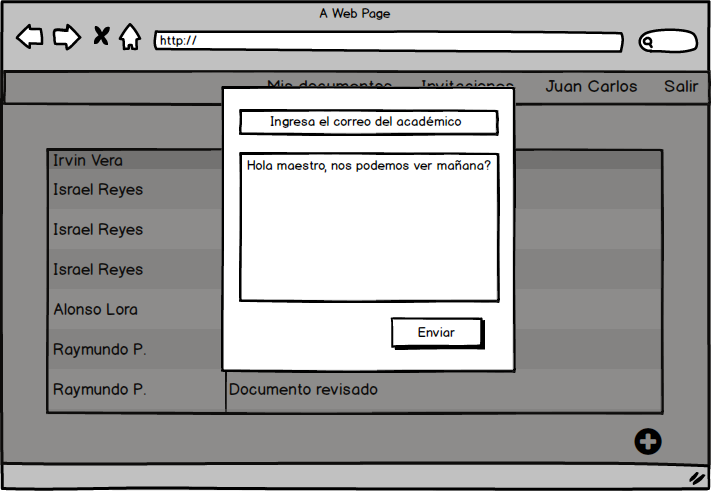 A Web Page
http://
Mis documentos Invitaciones Juan Carlos Salir
Ingresa el correo del académico
Hola maestro, nos podemos ver mañana?
Enviar
Irvin Vera
Israel Reyes
Israel Reyes
Israel Reyes
Alonso Lora
Raymundo P.
Raymundo P. Documento revisado